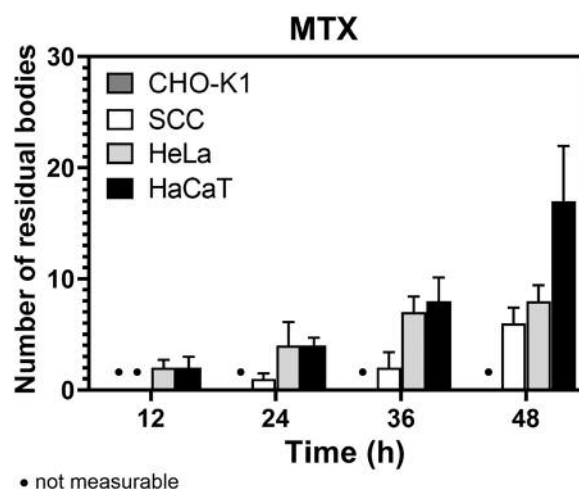 MTX
30
CHO-K1
SCC
HeLa
HaCaT
20
10
0
Number of residual bodies
12 24 36 48
Time (h)
• not measurable